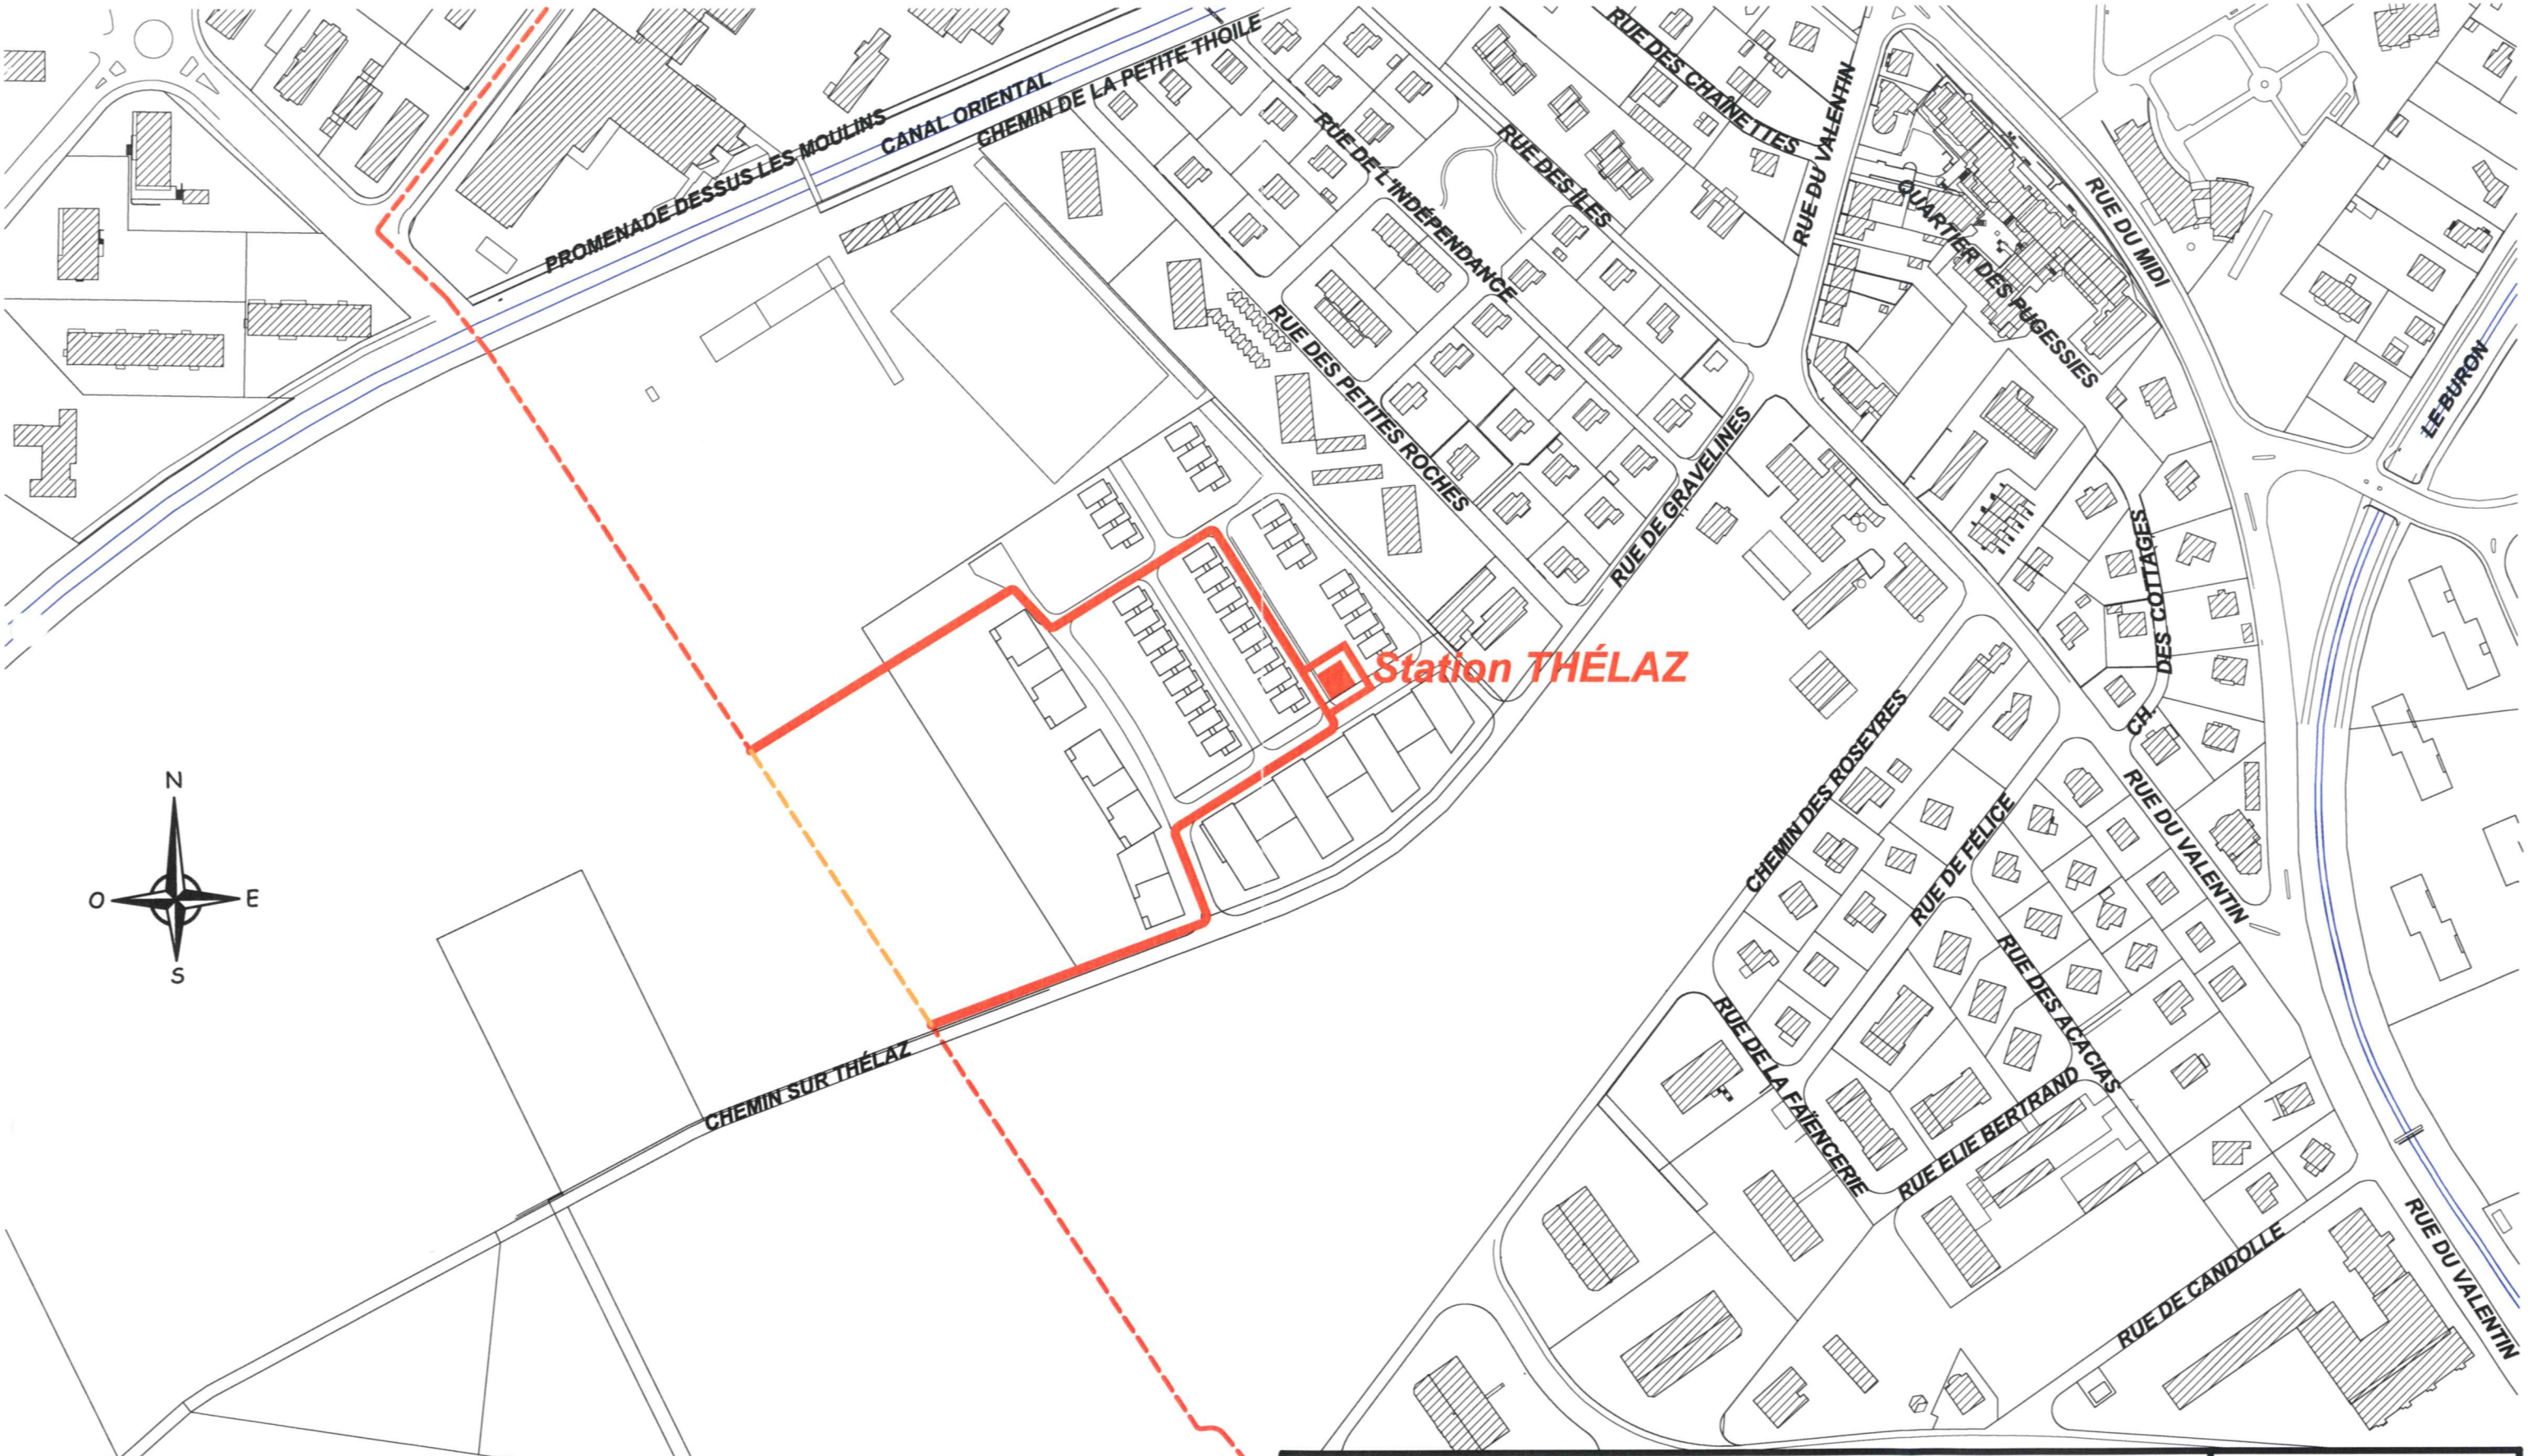 RUE DES CHAÎNETTES
CHEMIN DE LA PETITE THOILE
CANAL ORIENTAL
PROMENADE DESSUS LES MOULINS
RUE DE L'INDÉPENDANCE
RUE DES ÎLES
RUE DU VALENTIN
QUARTIER DES PUGESSIES
RUE DU MIDI
RUE DES PETITES ROCHES
RUE DE GRAVELINES
LE BURON
CH. DES COTTAGES
Station THÉLAZ
CHEMIN DES ROSEYRES
RUE DE FÉLICE
RUE DU VALENTIN
N
O
E
S
RUE DES ACACIAS
RUE DE LA FAÏENCERIE
RUE ELIE BERTRAND
CHEMIN SUR THÉLAZ
RUE DE CANDOLLE
RUE DU VALENTIN